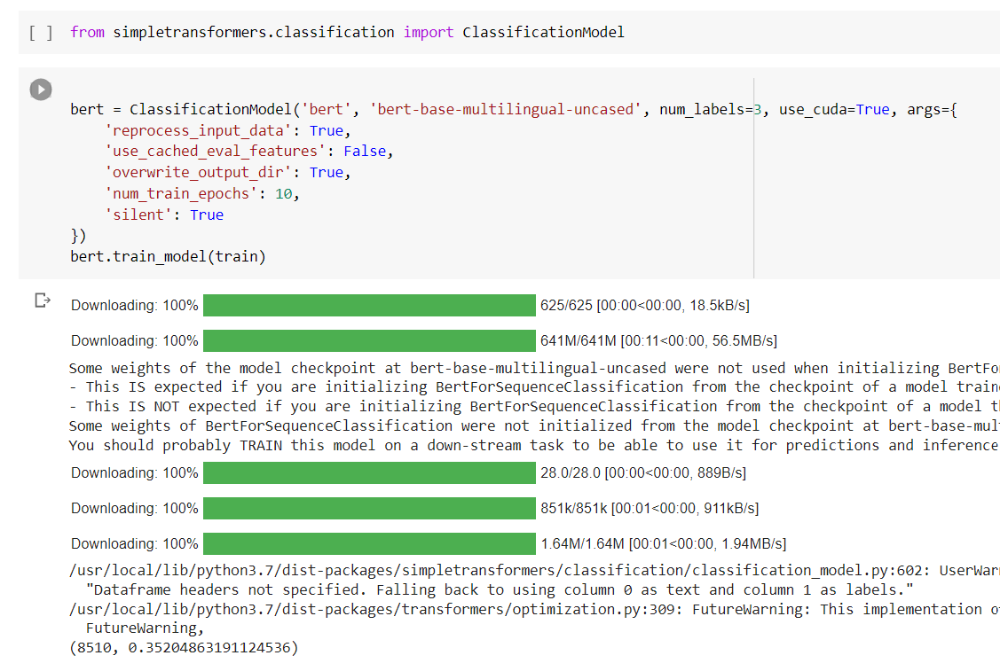 [ ] from simpletransformers.classification import ClassificationModel
bert = ClassificationModel('bert', 'bert-base-multilingual-uncased', num_labels=3, use_cuda=True, args={
    'reprocess_input_data': True,
    'use_cached_eval_features': False,
    'overwrite_output_dir': True,
    'num_train_epochs': 10,
    'silent': True
})
bert.train_model(train)
Downloading: 100% 625/625 [00:00<00:00, 18.5kB/s]
Downloading: 100% 641M/641M [00:11<00:00, 56.5MB/s]
Some weights of the model checkpoint at bert-base-multilingual-uncased were not used when initializing BertFo
- This IS expected if you are initializing BertForSequenceClassification from the checkpoint of a model traine
- This IS NOT expected if you are initializing BertForSequenceClassification from the checkpoint of a model t
Some weights of BertForSequenceClassification were not initialized from the model checkpoint at bert-base-mul
You should probably TRAIN this model on a down-stream task to be able to use it for predictions and inference
Downloading: 100% 28.0/28.0 [00:00<00:00, 889B/s]
Downloading: 100% 851k/851k [00:01<00:00, 911kB/s]
Downloading: 100% 1.64M/1.64M [00:01<00:00, 1.94MB/s]
/usr/local/lib/python3.7/dist-packages/simpletransformers/classification/classification_model.py:602: UserWar
  "Dataframe headers not specified. Falling back to using column 0 as text and column 1 as labels."
/usr/local/lib/python3.7/dist-packages/transformers/optimization.py:309: FutureWarning: This implementation o
  FutureWarning,
(8510, 0.35204863191124536)